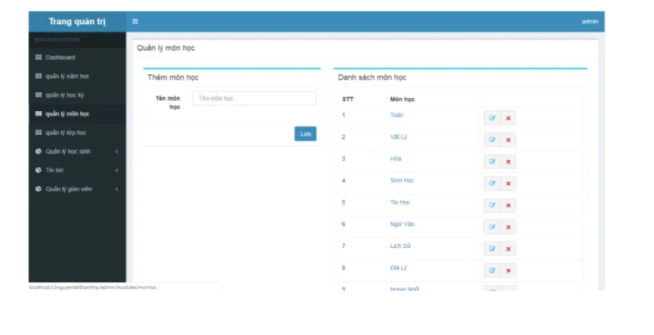 Trang quản trị
admin
Quản lý môn học
Dashboard
quản lý năm học
quản lý học kỳ
quản lý môn học
quản lý lớp học
Quản lý học sinh
Tin tức
Quản lý giáo viên
Thêm môn học
Tên môn học
Tên môn học..
Lưu
Danh sách môn học
STT Môn học
1 Toán
2 Vật Lý
3 Hóa
4 Sinh Học
5 Tin Học
6 Ngữ Văn
7 Lịch Sử
8 Địa Lý
9 Ngoại Ngữ